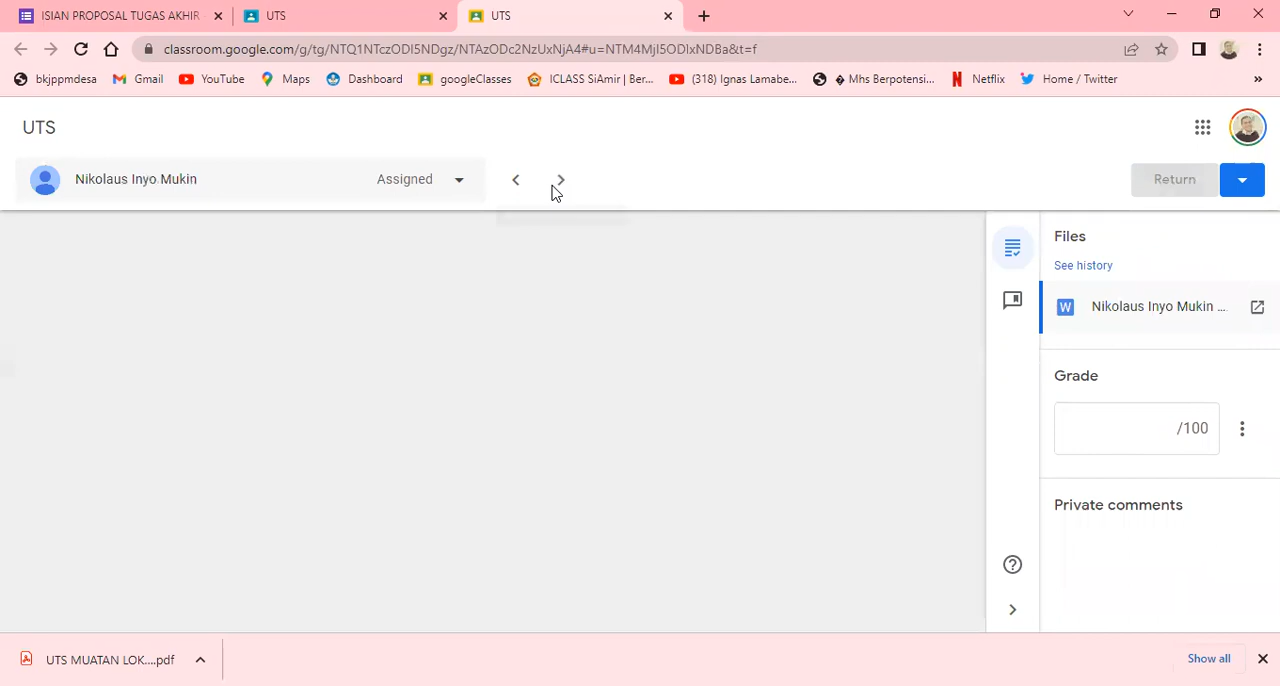 ISIAN PROPOSAL TUGAS AKHIR
UTS
UTS
classroom.google.com/g/tg/NTQ1NTczODI5NDgz/NTAzODc2NzUxNjA4#u=NTM4MjI5ODIxNDBa&t=f
bkjppmdesa
Gmail
YouTube
Maps
Dashboard
googleClasses
ICLASS SiAmir | Ber...
(318) Ignas Lamabe...
� Mhs Berpotensi...
Netflix
Home / Twitter
»
UTS
Nikolaus Inyo Mukin
Assigned
Return
Files
See history
W
Nikolaus Inyo Mukin ...
Grade
/100
Private comments
UTS MUATAN LOK....pdf
Show all